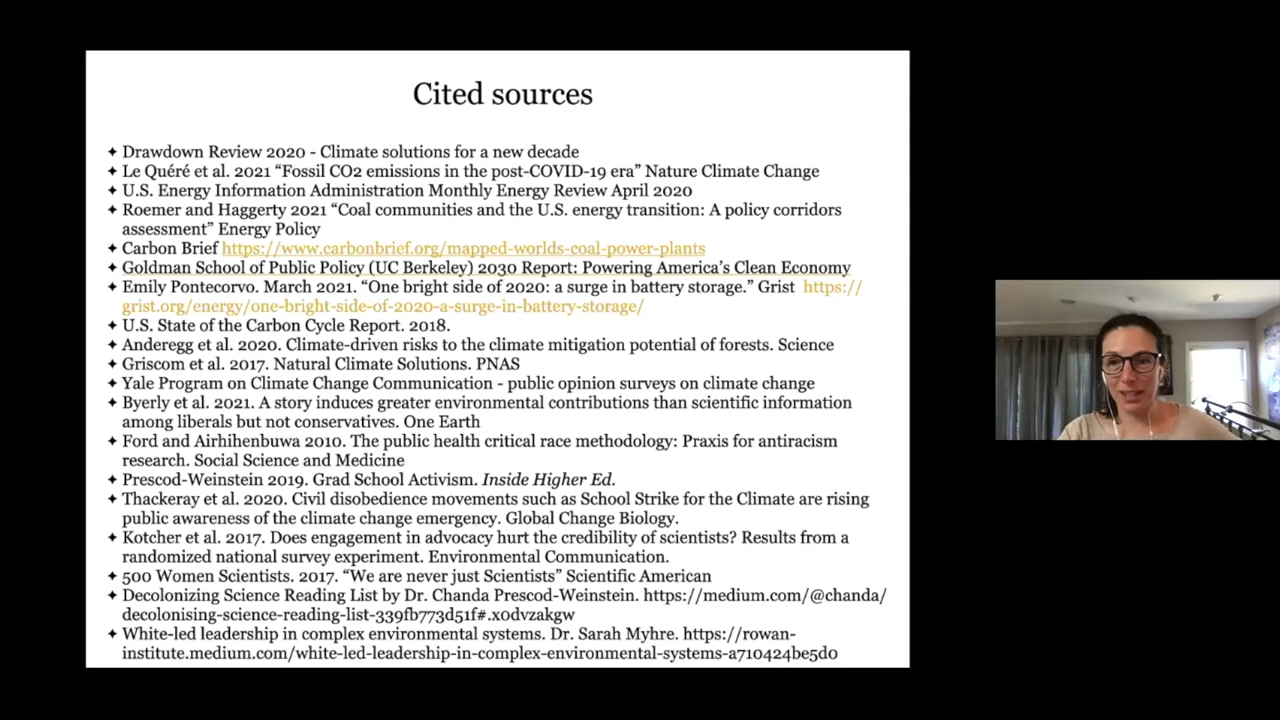 Cited sources
✦ Drawdown Review 2020 - Climate solutions for a new decade
✦ Le Quéré et al. 2021 “Fossil CO2 emissions in the post-COVID-19 era” Nature Climate Change
✦ U.S. Energy Information Administration Monthly Energy Review April 2020
✦ Roemer and Haggerty 2021 “Coal communities and the U.S. energy transition: A policy corridors
assessment” Energy Policy
✦ Carbon Brief https://www.carbonbrief.org/mapped-worlds-coal-power-plants
✦ Goldman School of Public Policy (UC Berkeley) 2030 Report: Powering America’s Clean Economy
✦ Emily Pontecorvo. March 2021. “One bright side of 2020: a surge in battery storage.” Grist https://
grist.org/energy/one-bright-side-of-2020-a-surge-in-battery-storage/
✦ U.S. State of the Carbon Cycle Report. 2018.
✦ Anderegg et al. 2020. Climate-driven risks to the climate mitigation potential of forests. Science
✦ Griscom et al. 2017. Natural Climate Solutions. PNAS
✦ Yale Program on Climate Change Communication - public opinion surveys on climate change
✦ Byerly et al. 2021. A story induces greater environmental contributions than scientific information
among liberals but not conservatives. One Earth
✦ Ford and Airhihenbuwa 2010. The public health critical race methodology: Praxis for antiracism
research. Social Science and Medicine
✦ Prescod-Weinstein 2019. Grad School Activism. Inside Higher Ed.
✦ Thackeray et al. 2020. Civil disobedience movements such as School Strike for the Climate are rising
public awareness of the climate change emergency. Global Change Biology.
✦ Kotcher et al. 2017. Does engagement in advocacy hurt the credibility of scientists? Results from a
randomized national survey experiment. Environmental Communication.
✦ 500 Women Scientists. 2017. “We are never just Scientists” Scientific American
✦ Decolonizing Science Reading List by Dr. Chanda Prescod-Weinstein. https://medium.com/@chanda/
decolonising-science-reading-list-339fb773d51f#.x0dvzakgw
✦ White-led leadership in complex environmental systems. Dr. Sarah Myhre. https://rowan-
institute.medium.com/white-led-leadership-in-complex-environmental-systems-a710424be5d0